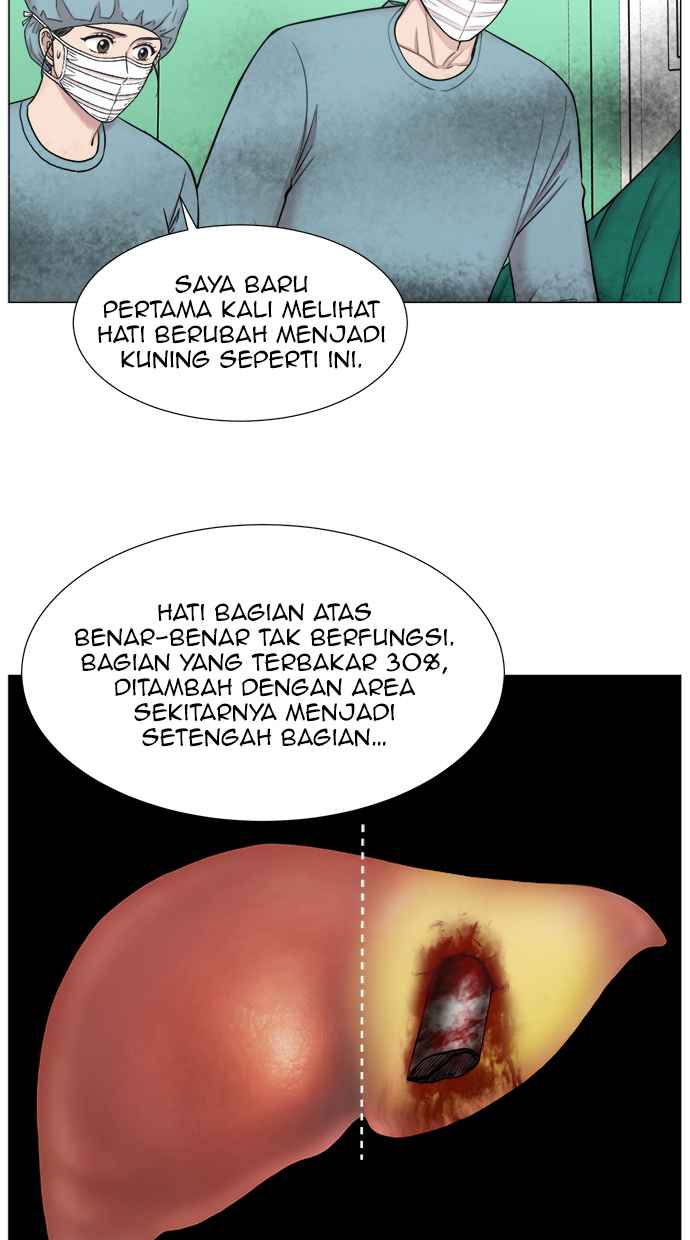 SAYA BARU
PERTAMA KALI MELIHAT
HATI BERUBAH MENJADI
KUNING SEPERTI INI.
HATI BAGIAN ATAS
BENAR-BENAR TAK BERFUNGSI.
BAGIAN YANG TERBAKAR 30%,
DITAMBAH DENGAN AREA
SEKITARNYA MENJADI
SETENGAH BAGIAN...